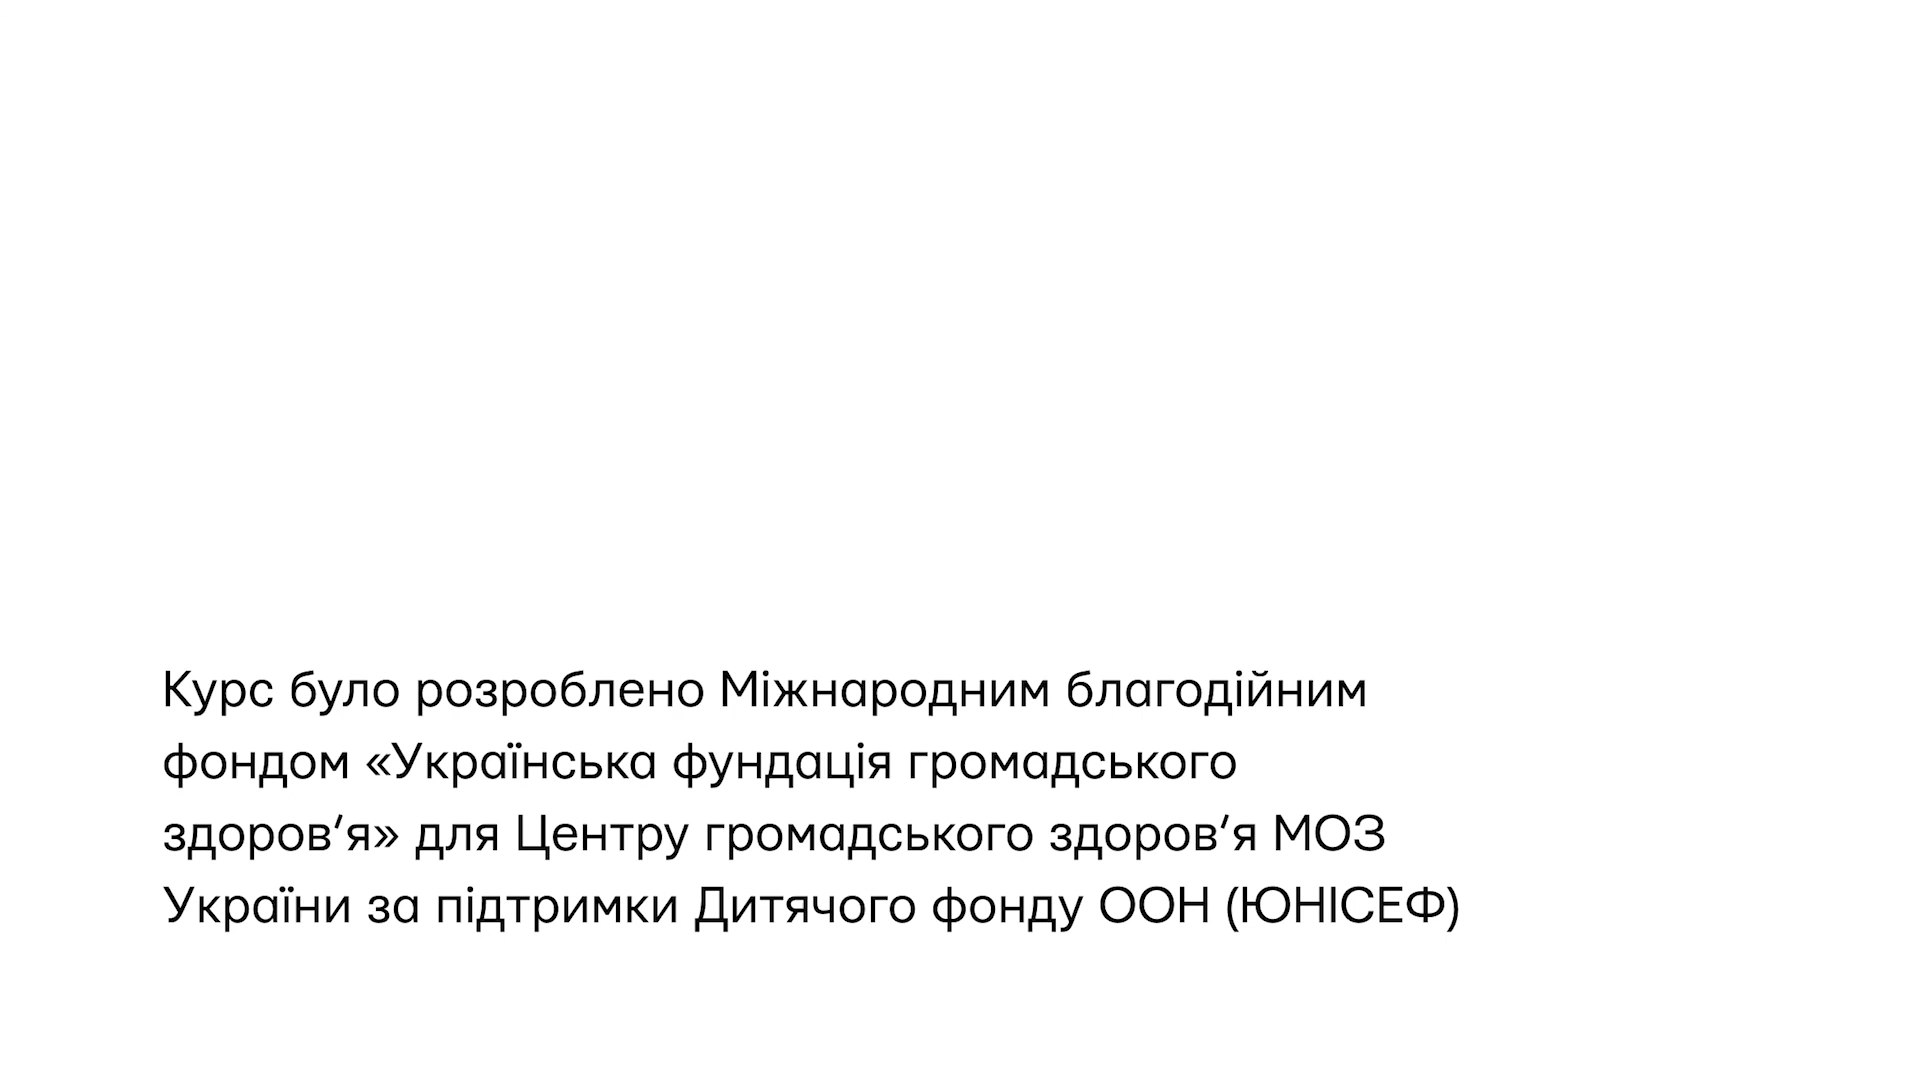 Курс було розроблено Міжнародним благодійним
фондом «Українська фундація громадського
здоров’я» для Центру громадського здоров’я МОЗ
України за підтримки Дитячого фонду ООН (ЮНІСЕФ)